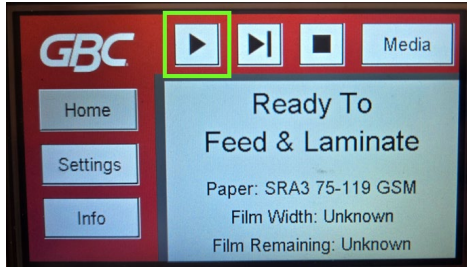 GBC
Media
Home
Settings
Info
Ready To
Feed & Laminate
Paper: SRA3 75-119 GSM
Film Width: Unknown
Film Remaining: Unknown